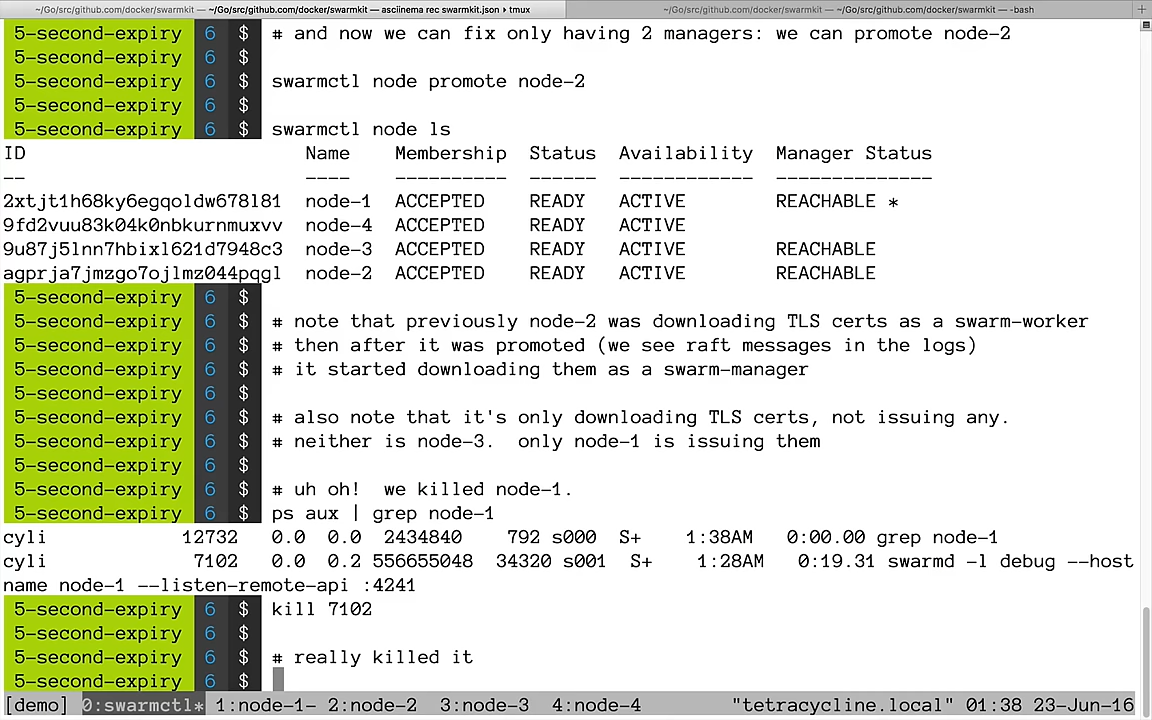 ~/Go/src/github.com/docker/swarmkit — ~/Go/src/github.com/docker/swarmkit — asciinema rec swarmkit.json ▸ tmux ~/Go/src/github.com/docker/swarmkit — ~/Go/src/github.com/docker/swarmkit — -bash +
5-second-expiry 6 $ # and now we can fix only having 2 managers: we can promote node-2
5-second-expiry 6 $
5-second-expiry 6 $ swarmctl node promote node-2
5-second-expiry 6 $
5-second-expiry 6 $ swarmctl node ls
ID Name Membership Status Availability Manager Status
-- ---- ---------- ------ ------------ --------------
2xtjt1h68ky6egqoldw678l81 node-1 ACCEPTED READY ACTIVE REACHABLE *
9fd2vuu83k04k0nbkurnmuxvv node-4 ACCEPTED READY ACTIVE
9u87j5lnn7hbixl621d7948c3 node-3 ACCEPTED READY ACTIVE REACHABLE
agprja7jmzgo7ojlmz044pqgl node-2 ACCEPTED READY ACTIVE REACHABLE
5-second-expiry 6 $
5-second-expiry 6 $ # note that previously node-2 was downloading TLS certs as a swarm-worker
5-second-expiry 6 $ # then after it was promoted (we see raft messages in the logs)
5-second-expiry 6 $ # it started downloading them as a swarm-manager
5-second-expiry 6 $
5-second-expiry 6 $ # also note that it's only downloading TLS certs, not issuing any.
5-second-expiry 6 $ # neither is node-3.  only node-1 is issuing them
5-second-expiry 6 $
5-second-expiry 6 $ # uh oh!  we killed node-1.
5-second-expiry 6 $ ps aux | grep node-1
cyli 12732 0.0 0.0 2434840 792 s000 S+ 1:38AM 0:00.00 grep node-1
cyli 7102 0.0 0.2 556655048 34320 s001 S+ 1:28AM 0:19.31 swarmd -l debug --host
name node-1 --listen-remote-api :4241
5-second-expiry 6 $ kill 7102
5-second-expiry 6 $
5-second-expiry 6 $ # really killed it
5-second-expiry 6 $
[demo] 0:swarmctl* 1:node-1- 2:node-2 3:node-3 4:node-4 "tetracycline.local" 01:38 23-Jun-16